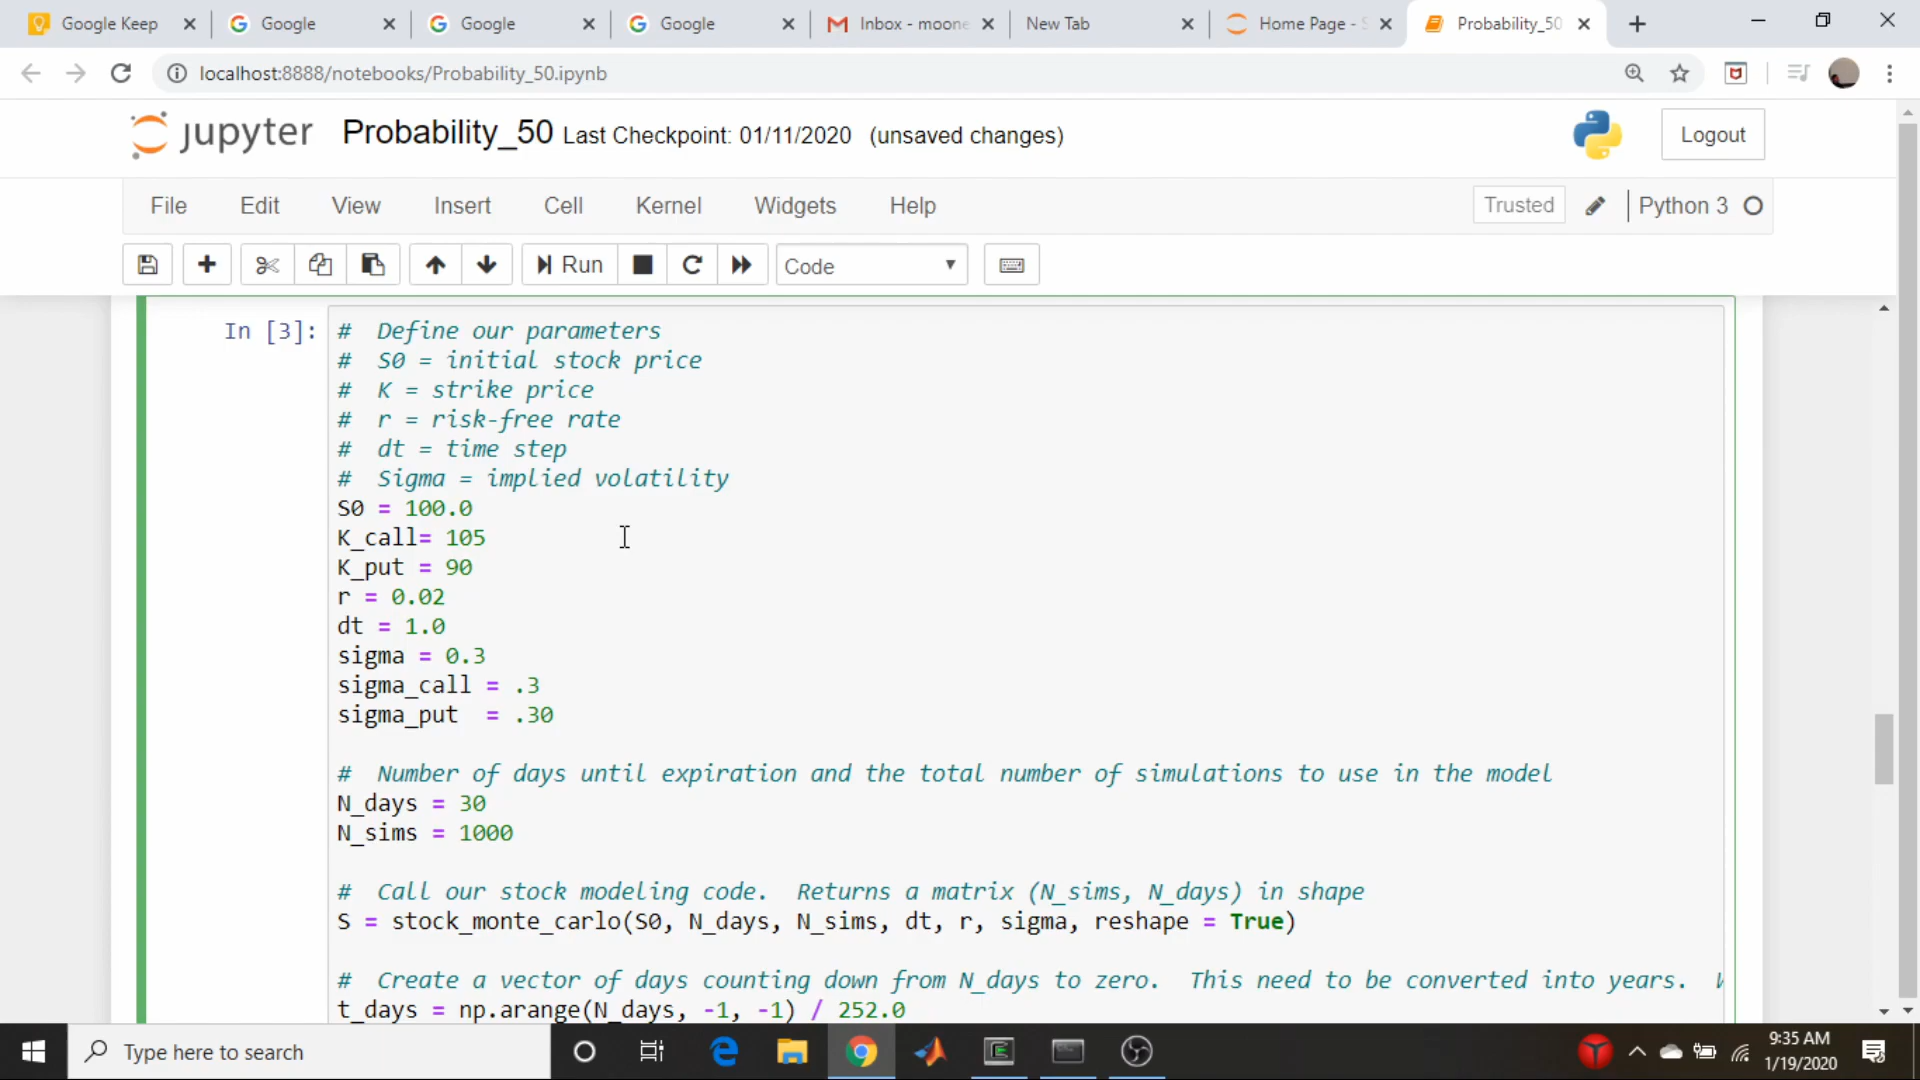 Google Keep
Google
Google
Google
Inbox - moone
New Tab
Home Page - S
Probability_50
localhost:8888/notebooks/Probability_50.ipynb
jupyter Probability_50 Last Checkpoint: 01/11/2020 (unsaved changes)
Logout
File Edit View Insert Cell Kernel Widgets Help
Trusted
Python 3
Run
Code
In [3]:
# Define our parameters
# S0 = initial stock price
# K = strike price
# r = risk-free rate
# dt = time step
# Sigma = implied volatility
S0 = 100.0
K_call= 105
K_put = 90
r = 0.02
dt = 1.0
sigma = 0.3
sigma_call = .3
sigma_put  = .30
# Number of days until expiration and the total number of simulations to use in the model
N_days = 30
N_sims = 1000
# Call our stock modeling code.  Returns a matrix (N_sims, N_days) in shape
S = stock_monte_carlo(S0, N_days, N_sims, dt, r, sigma, reshape = True)
# Create a vector of days counting down from N_days to zero.  This need to be converted into years.
t_days = np.arange(N_days, -1, -1) / 252.0
Type here to search
9:35 AM
1/19/2020